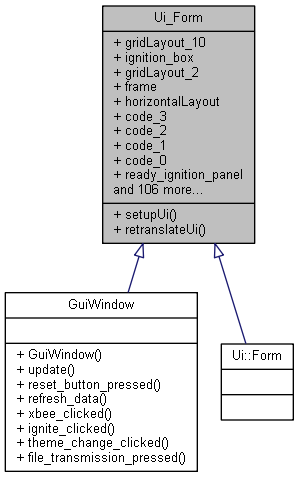 Ui_Form
+ gridLayout_10
+ ignition_box
+ gridLayout_2
+ frame
+ horizontalLayout
+ code_3
+ code_2
+ code_1
+ code_0
+ ready_ignition_panel
and 106 more...
+ setupUi()
+ retranslateUi()
GuiWindow
+ GuiWindow()
+ update()
+ reset_button_pressed()
+ refresh_data()
+ xbee_clicked()
+ ignite_clicked()
+ theme_change_clicked()
+ file_transmission_pressed()
Ui::Form